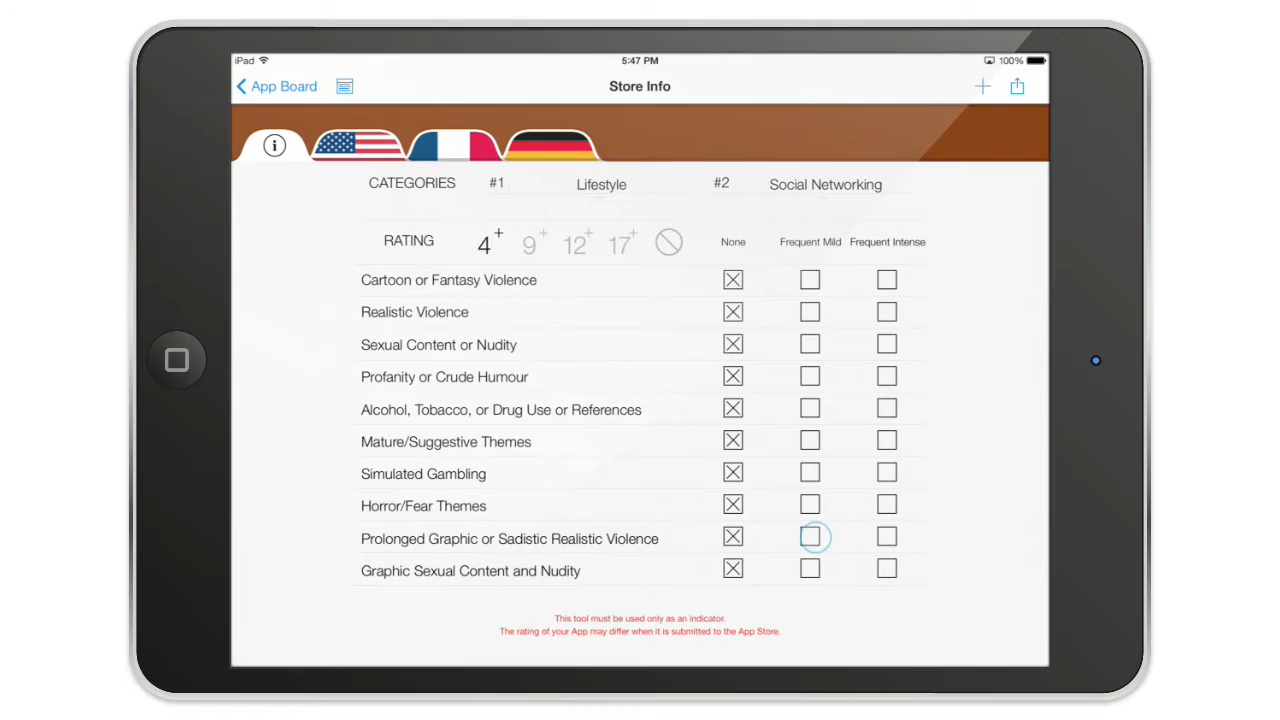 iPad 5:47 PM 100%
App Board Store Info
CATEGORIES #1 Lifestyle #2 Social Networking
RATING 4+ 9+ 12+ 17+ None Frequent Mild Frequent Intense
Cartoon or Fantasy Violence
Realistic Violence
Sexual Content or Nudity
Profanity or Crude Humour
Alcohol, Tobacco, or Drug Use or References
Mature/Suggestive Themes
Simulated Gambling
Horror/Fear Themes
Prolonged Graphic or Sadistic Realistic Violence
Graphic Sexual Content and Nudity
This tool must be used only as an indicator.
The rating of your App may differ when it is submitted to the App Store.